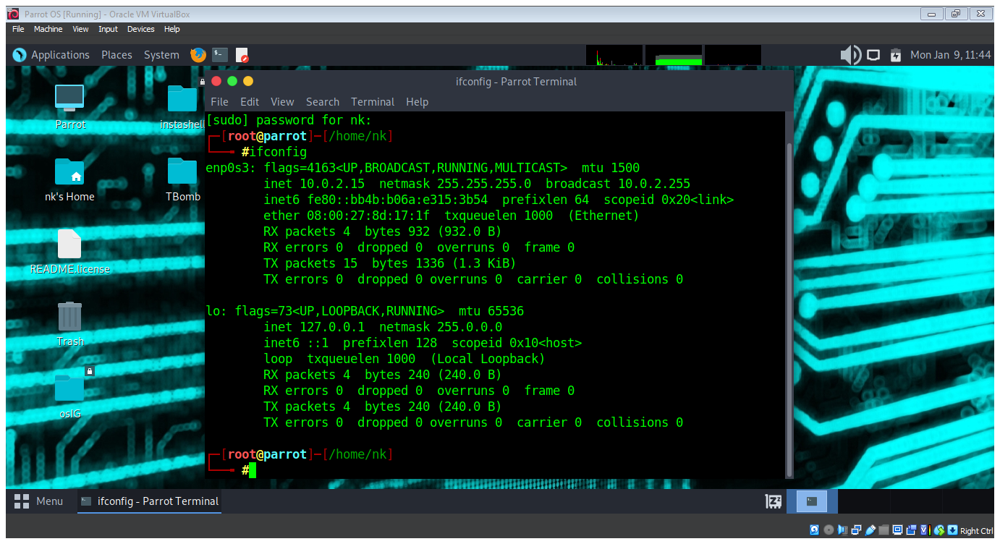 Parrot OS [Running] - Oracle VM VirtualBox
File Machine View Input Devices Help
Applications Places System
Mon Jan 9, 11:44
ifconfig - Parrot Terminal
File Edit View Search Terminal Help
Parrot
instashell
nk's Home
TBomb
README.license
Trash
osIG
[sudo] password for nk:
┌─[root@parrot]─[/home/nk]
└──╼ #ifconfig
enp0s3: flags=4163<UP,BROADCAST,RUNNING,MULTICAST>  mtu 1500
        inet 10.0.2.15  netmask 255.255.255.0  broadcast 10.0.2.255
        inet6 fe80::bb4b:b06a:e315:3b54  prefixlen 64  scopeid 0x20<link>
        ether 08:00:27:8d:17:1f  txqueuelen 1000  (Ethernet)
        RX packets 4  bytes 932 (932.0 B)
        RX errors 0  dropped 0  overruns 0  frame 0
        TX packets 15  bytes 1336 (1.3 KiB)
        TX errors 0  dropped 0 overruns 0  carrier 0  collisions 0
lo: flags=73<UP,LOOPBACK,RUNNING>  mtu 65536
        inet 127.0.0.1  netmask 255.0.0.0
        inet6 ::1  prefixlen 128  scopeid 0x10<host>
        loop  txqueuelen 1000  (Local Loopback)
        RX packets 4  bytes 240 (240.0 B)
        RX errors 0  dropped 0  overruns 0  frame 0
        TX packets 4  bytes 240 (240.0 B)
        TX errors 0  dropped 0 overruns 0  carrier 0  collisions 0
┌─[root@parrot]─[/home/nk]
└──╼ #
Menu
ifconfig - Parrot Terminal
Right Ctrl